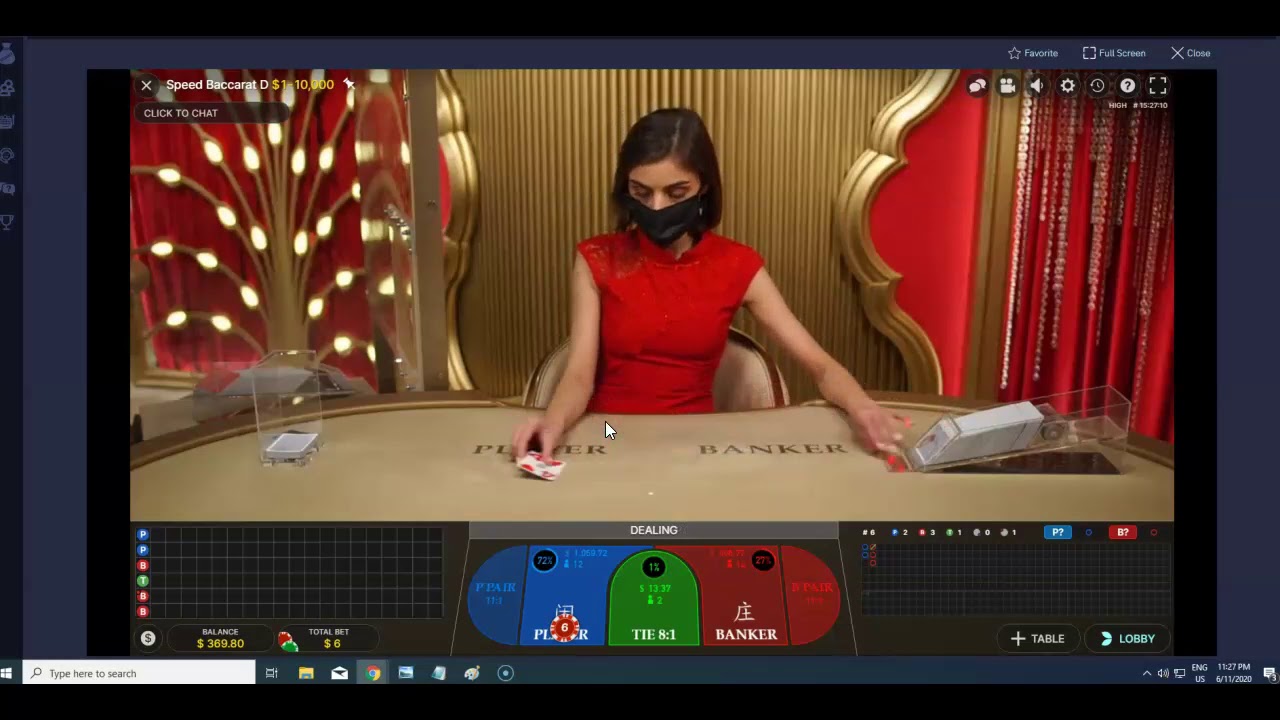 Favorite
Full Screen
Close
Speed Baccarat D $1-10,000
CLICK TO CHAT
HIGH # 15:27:10
PLAYER
BANKER
DEALING
# 6 P 2 B 3 T 1 0 1 P? B?
P
P
B
T
B
B
72%
$ 1,059.72
12
1%
$ 13.37
2
27%
P PAIR
11:1
闲
PLAYER
6
TIE 8:1
庄
BANKER
B PAIR
11:1
$
BALANCE
$ 369.80
TOTAL BET
$ 6
TABLE
LOBBY
Type here to search
ENG
US
11:27 PM
6/11/2020